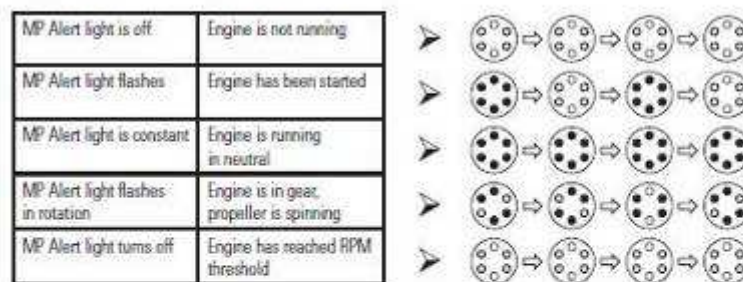 MP Alert light is off
Engine is not running
MP Alert light flashes
Engine has been started
MP Alert light is constant
Engine is running
in neutral
MP Alert light flashes
in rotation
Engine is in gear,
propeller is spinning
MP Alert light turns off
Engine has reached RPM
threshold